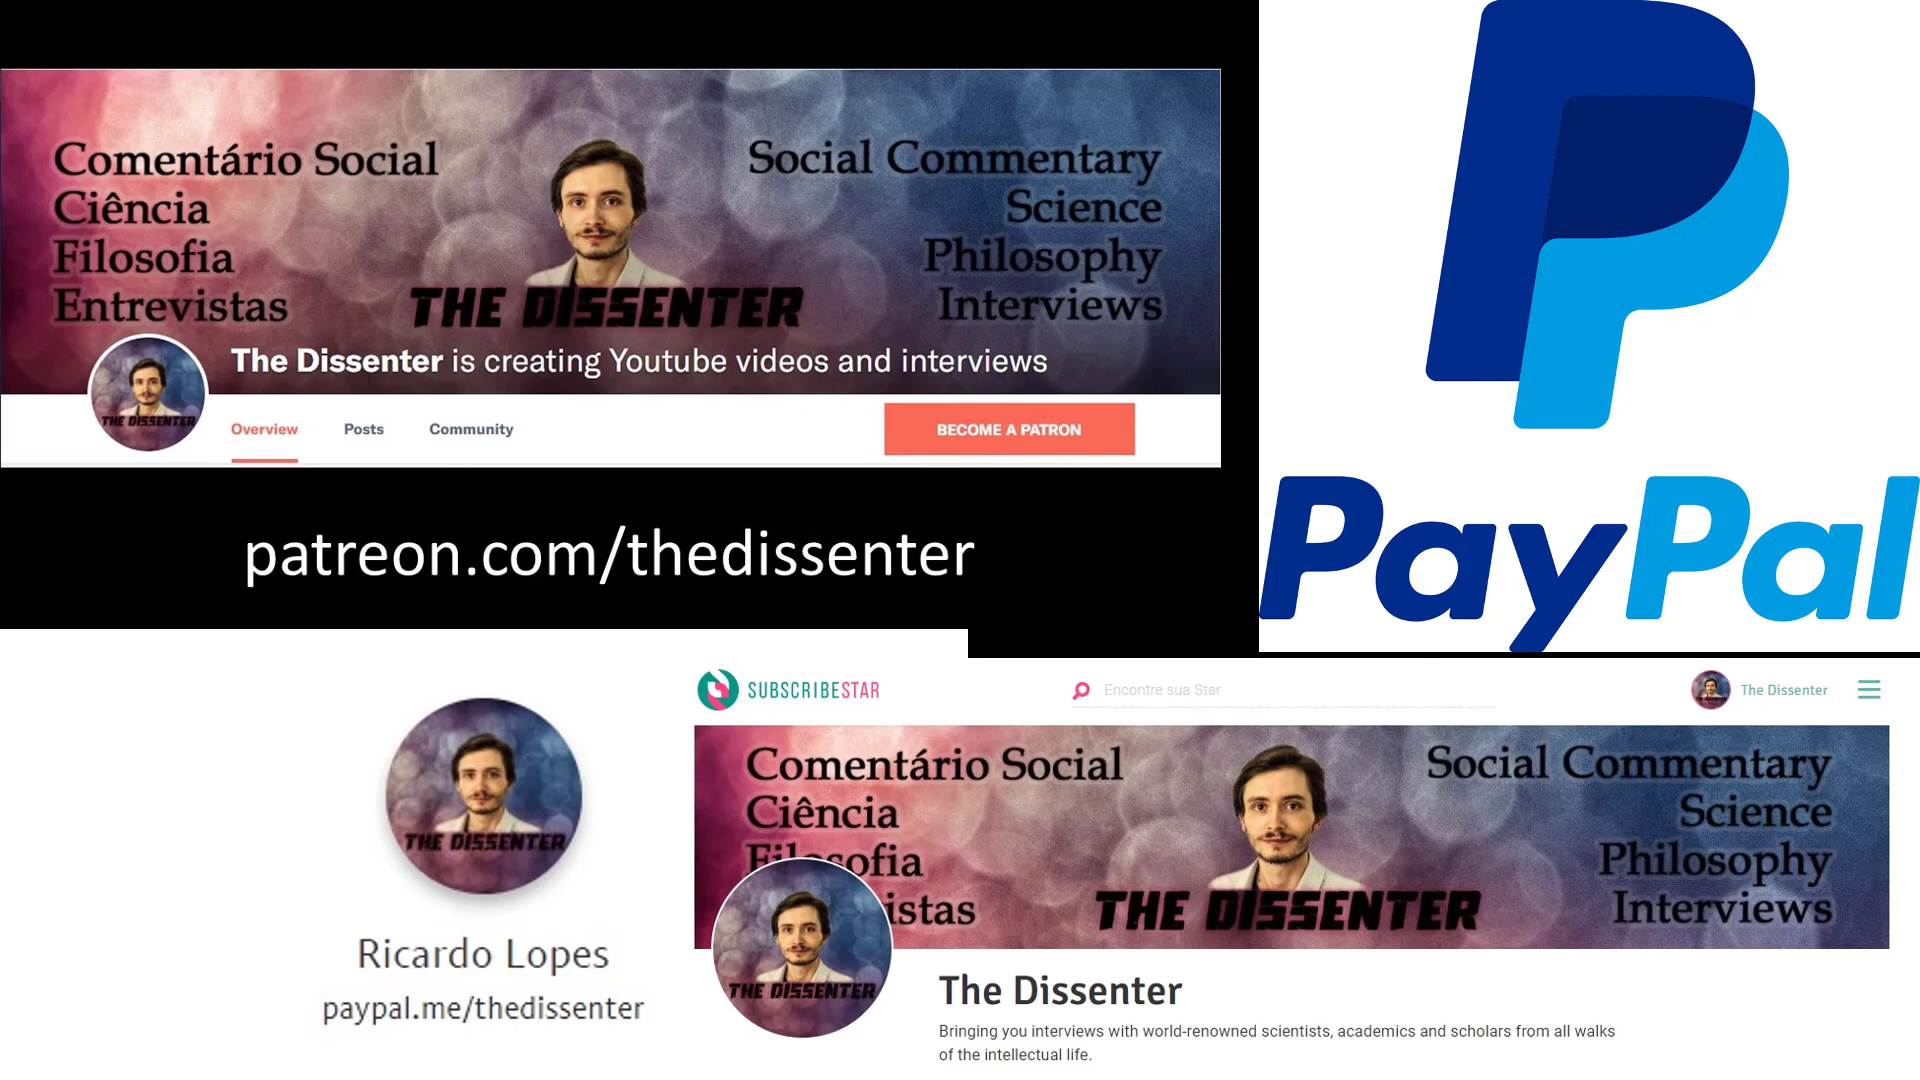 Comentário Social
Ciência
Filosofia
Entrevistas
Social Commentary
Science
Philosophy
Interviews
THE DISSENTER
The Dissenter is creating Youtube videos and interviews
THE DISSENTER
Overview
Posts
Community
BECOME A PATRON
patreon.com/thedissenter
PayPal
THE DISSENTER
Ricardo Lopes
paypal.me/thedissenter
SUBSCRIBESTAR
Encontre sua Star
The Dissenter
Comentário Social
Ciência
Filosofia
istas
Social Commentary
Science
Philosophy
Interviews
THE DISSENTER
THE DISSENTER
The Dissenter
Bringing you interviews with world-renowned scientists, academics and scholars from all walks
of the intellectual life.